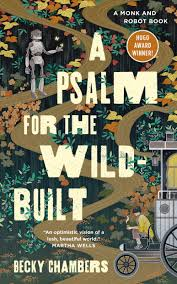 A MONK AND
ROBOT BOOK
HUGO
AWARD
WINNER!
A
PSALM
FOR THE
WILD-
BUILT
"An optimistic vision of a
lush, beautiful world."
MARTHA WELLS
BECKY CHAMBERS